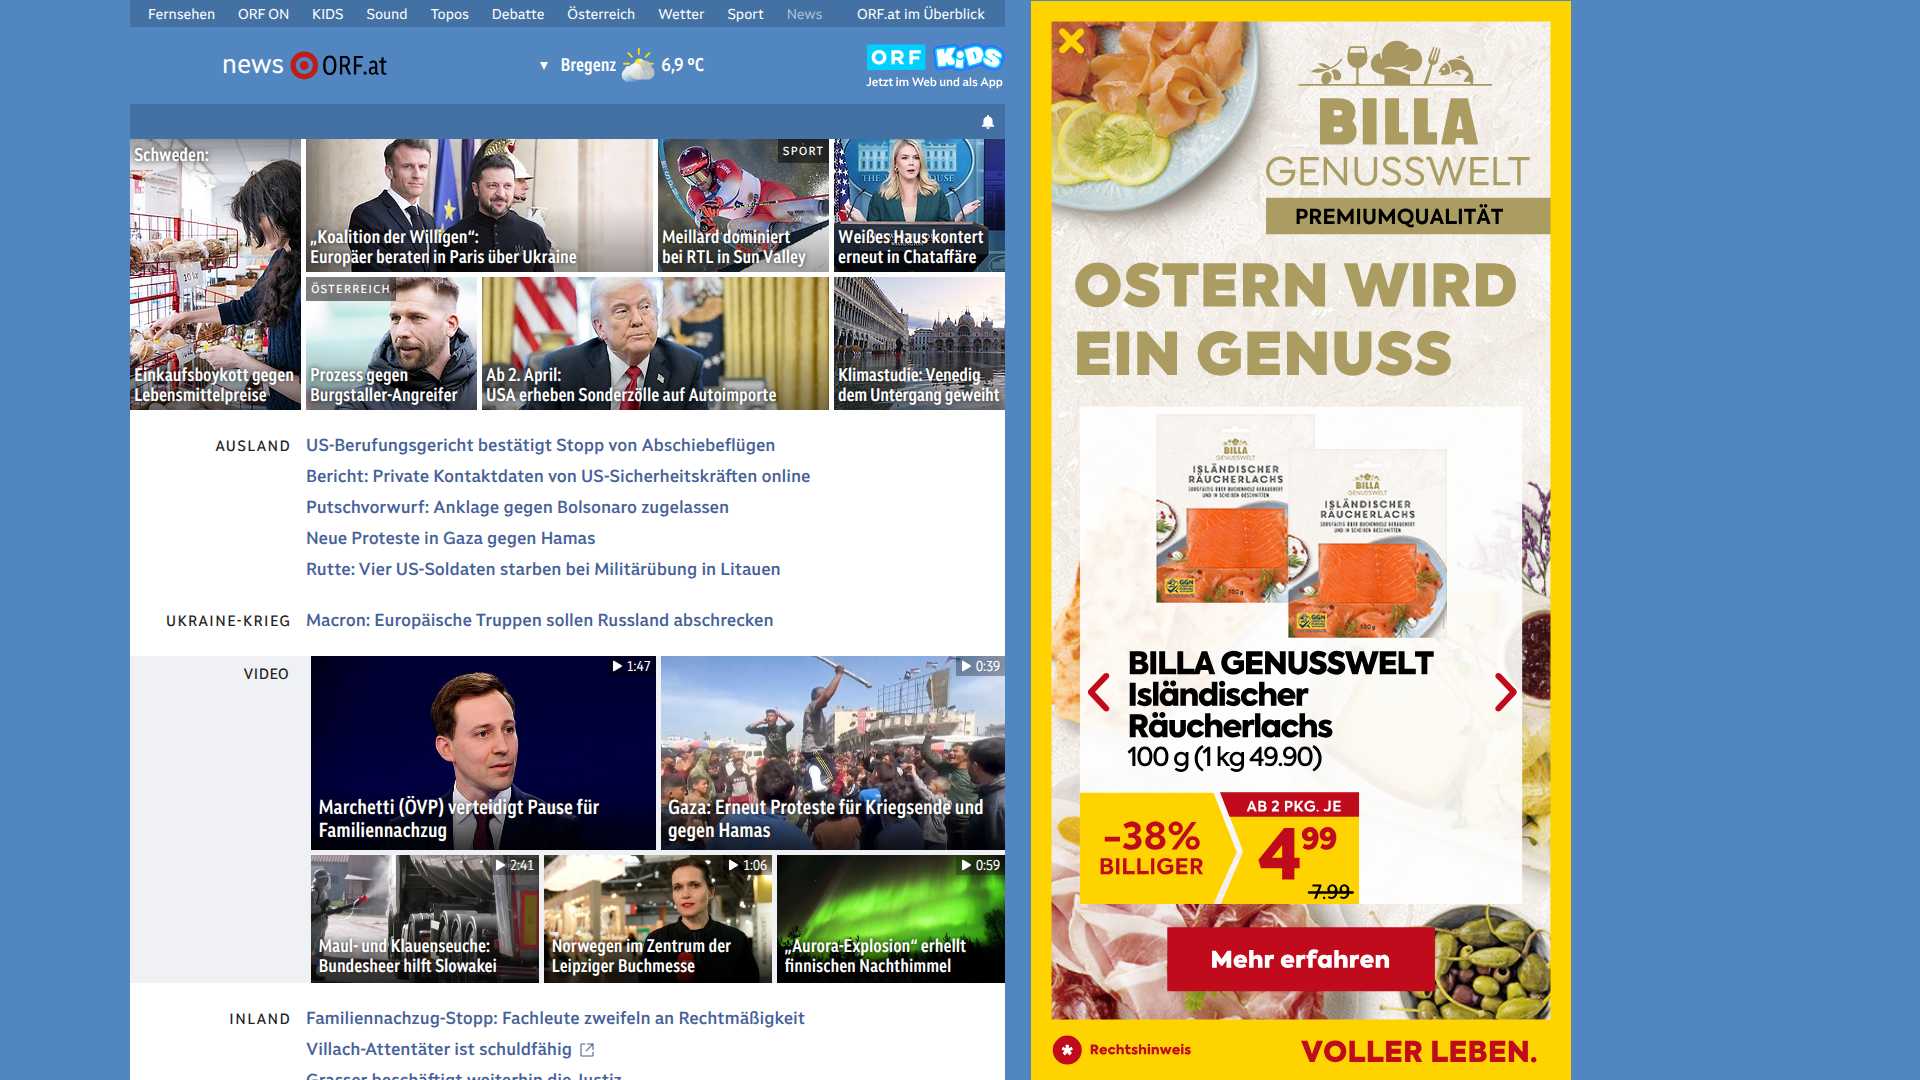 Fernsehen ORF ON KIDS Sound Topos Debatte Österreich Wetter Sport News ORF.at im Überblick
news ORF.at
▼ Bregenz 6,9 °C
ORF KiDS
Jetzt im Web und als App
Schweden:
Einkaufsboykott gegen
Lebensmittelpreise
„Koalition der Willigen“:
Europäer beraten in Paris über Ukraine
SPORT
Meillard dominiert
bei RTL in Sun Valley
Weißes Haus kontert
erneut in Chataffäre
ÖSTERREICH
Prozess gegen
Burgstaller-Angreifer
Ab 2. April:
USA erheben Sonderzölle auf Autoimporte
Klimastudie: Venedig
dem Untergang geweiht
AUSLAND
US-Berufungsgericht bestätigt Stopp von Abschiebeflügen
Bericht: Private Kontaktdaten von US-Sicherheitskräften online
Putschvorwurf: Anklage gegen Bolsonaro zugelassen
Neue Proteste in Gaza gegen Hamas
Rutte: Vier US-Soldaten starben bei Militärübung in Litauen
UKRAINE-KRIEG
Macron: Europäische Truppen sollen Russland abschrecken
VIDEO
1:47
Marchetti (ÖVP) verteidigt Pause für
Familiennachzug
0:39
Gaza: Erneut Proteste für Kriegsende und
gegen Hamas
2:41
Maul- und Klauenseuche:
Bundesheer hilft Slowakei
1:06
Norwegen im Zentrum der
Leipziger Buchmesse
0:59
„Aurora-Explosion“ erhellt
finnischen Nachthimmel
INLAND
Familiennachzug-Stopp: Fachleute zweifeln an Rechtmäßigkeit
Villach-Attentäter ist schuldfähig
Grasser beschäftigt weiterhin die Justiz
BILLA
GENUSSWELT
PREMIUMQUALITÄT
OSTERN WIRD
EIN GENUSS
BILLA
GENUSSWELT
ISLÄNDISCHER
RÄUCHERLACHS
BILLA
GENUSSWELT
ISLÄNDISCHER
RÄUCHERLACHS
BILLA GENUSSWELT
Isländischer
Räucherlachs
100 g (1 kg 49.90)
-38%
BILLIGER
AB 2 PKG. JE
4 99
7.99
Mehr erfahren
* Rechtshinweis
VOLLER LEBEN.